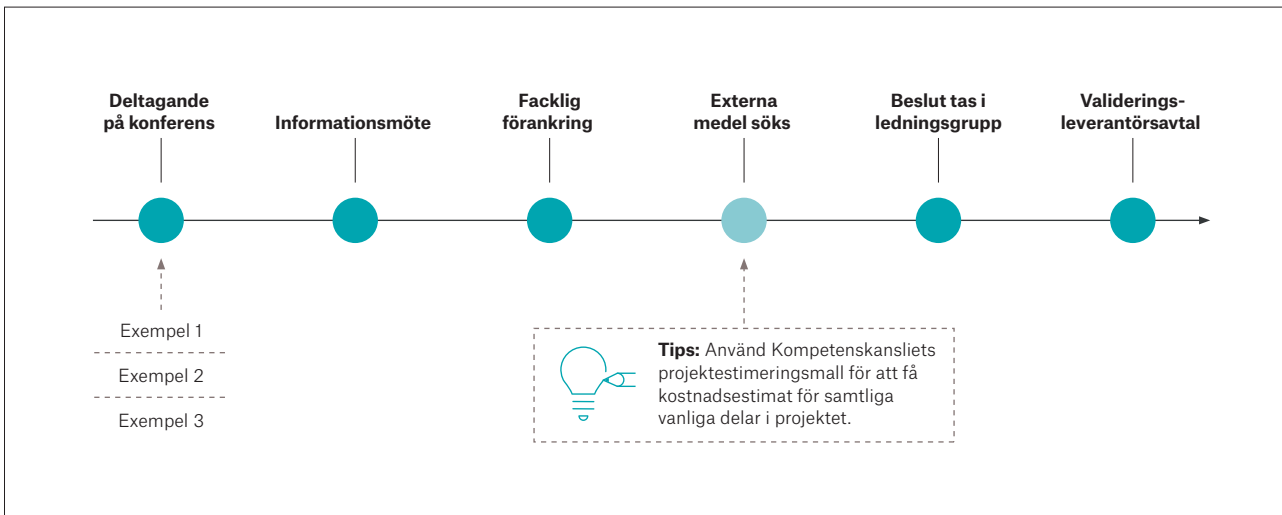 Deltagande
på konferens
Informationsmöte
Facklig
förankring
Externa
medel söks
Beslut tas i
ledningsgrupp
Validerings-
leverantörsavtal
Exempel 1
Exempel 2
Exempel 3
Tips: Använd Kompetenskansliets
projektestimeringsmall för att få
kostnadsestimat för samtliga
vanliga delar i projektet.